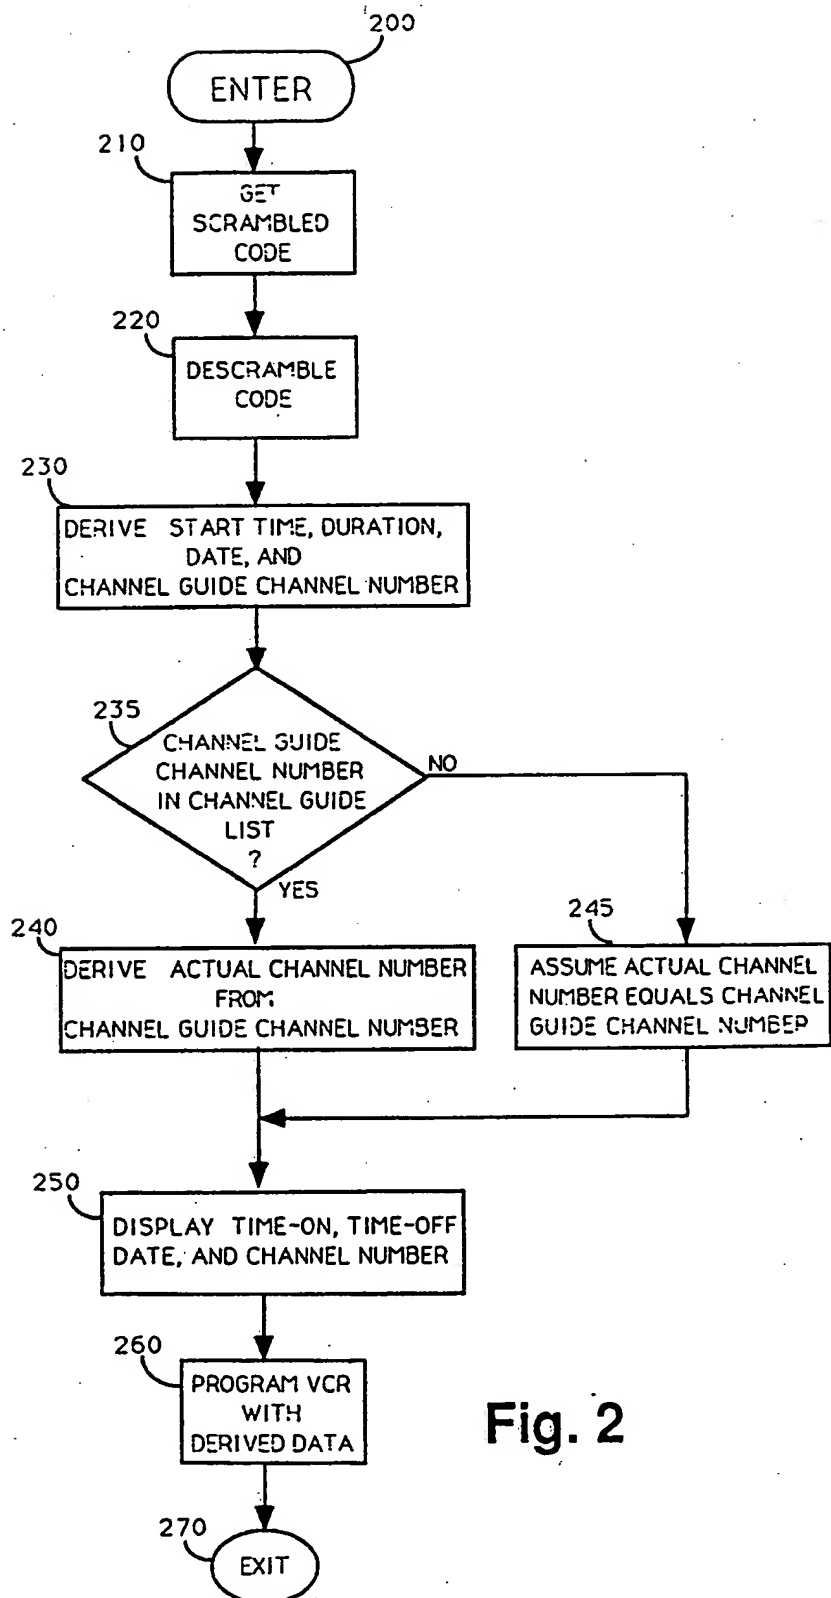 200
ENTER
210
GET
SCRAMBLED
CODE
220
DESCRAMBLE
CODE
230
DERIVE START TIME, DURATION,
DATE, AND
CHANNEL GUIDE CHANNEL NUMBER
235
CHANNEL GUIDE
CHANNEL NUMBER
IN CHANNEL GUIDE
LIST
?
NO
YES
240
DERIVE ACTUAL CHANNEL NUMBER
FROM
CHANNEL GUIDE CHANNEL NUMBER
245
ASSUME ACTUAL CHANNEL
NUMBER EQUALS CHANNEL
GUIDE CHANNEL NUMBER
250
DISPLAY TIME-ON, TIME-OFF
DATE, AND CHANNEL NUMBER
260
PROGRAM VCR
WITH
DERIVED DATA
Fig. 2
270
EXIT